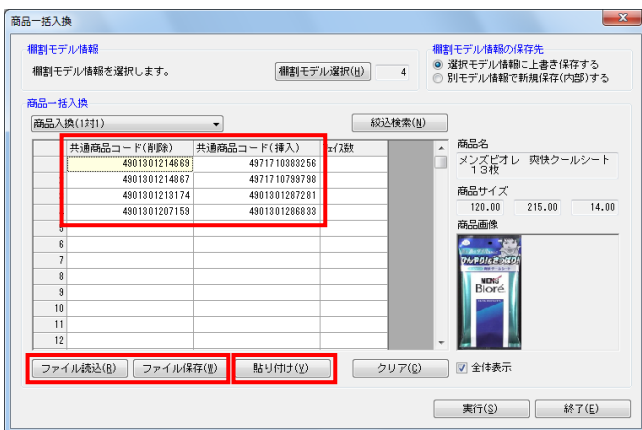 商品一括入換
棚割モデル情報
棚割モデル情報を選択します。
棚割モデル選択(H)
4
棚割モデル情報の保存先
選択モデル情報に上書き保存する
別モデル情報で新規保存(内部)する
商品一括入換
商品入換(1対1)
絞込検索(N)
共通商品コード(削除) 共通商品コード(挿入) ェイス数
4901301214669 4971710383256
4901301214867 4971710799798
4901301213174 4901301287281
4901301207159 4901301286833
5
6
7
8
9
10
11
12
商品名
メンズビオレ 爽快クールシート
13枚
商品サイズ
120.00 215.00 14.00
商品画像
ひんやり&さっぱり
MEN'S
Bioré
ファイル読込(R) ファイル保存(W) 貼り付け(V) クリア(C) 全体表示
実行(S) 終了(E)